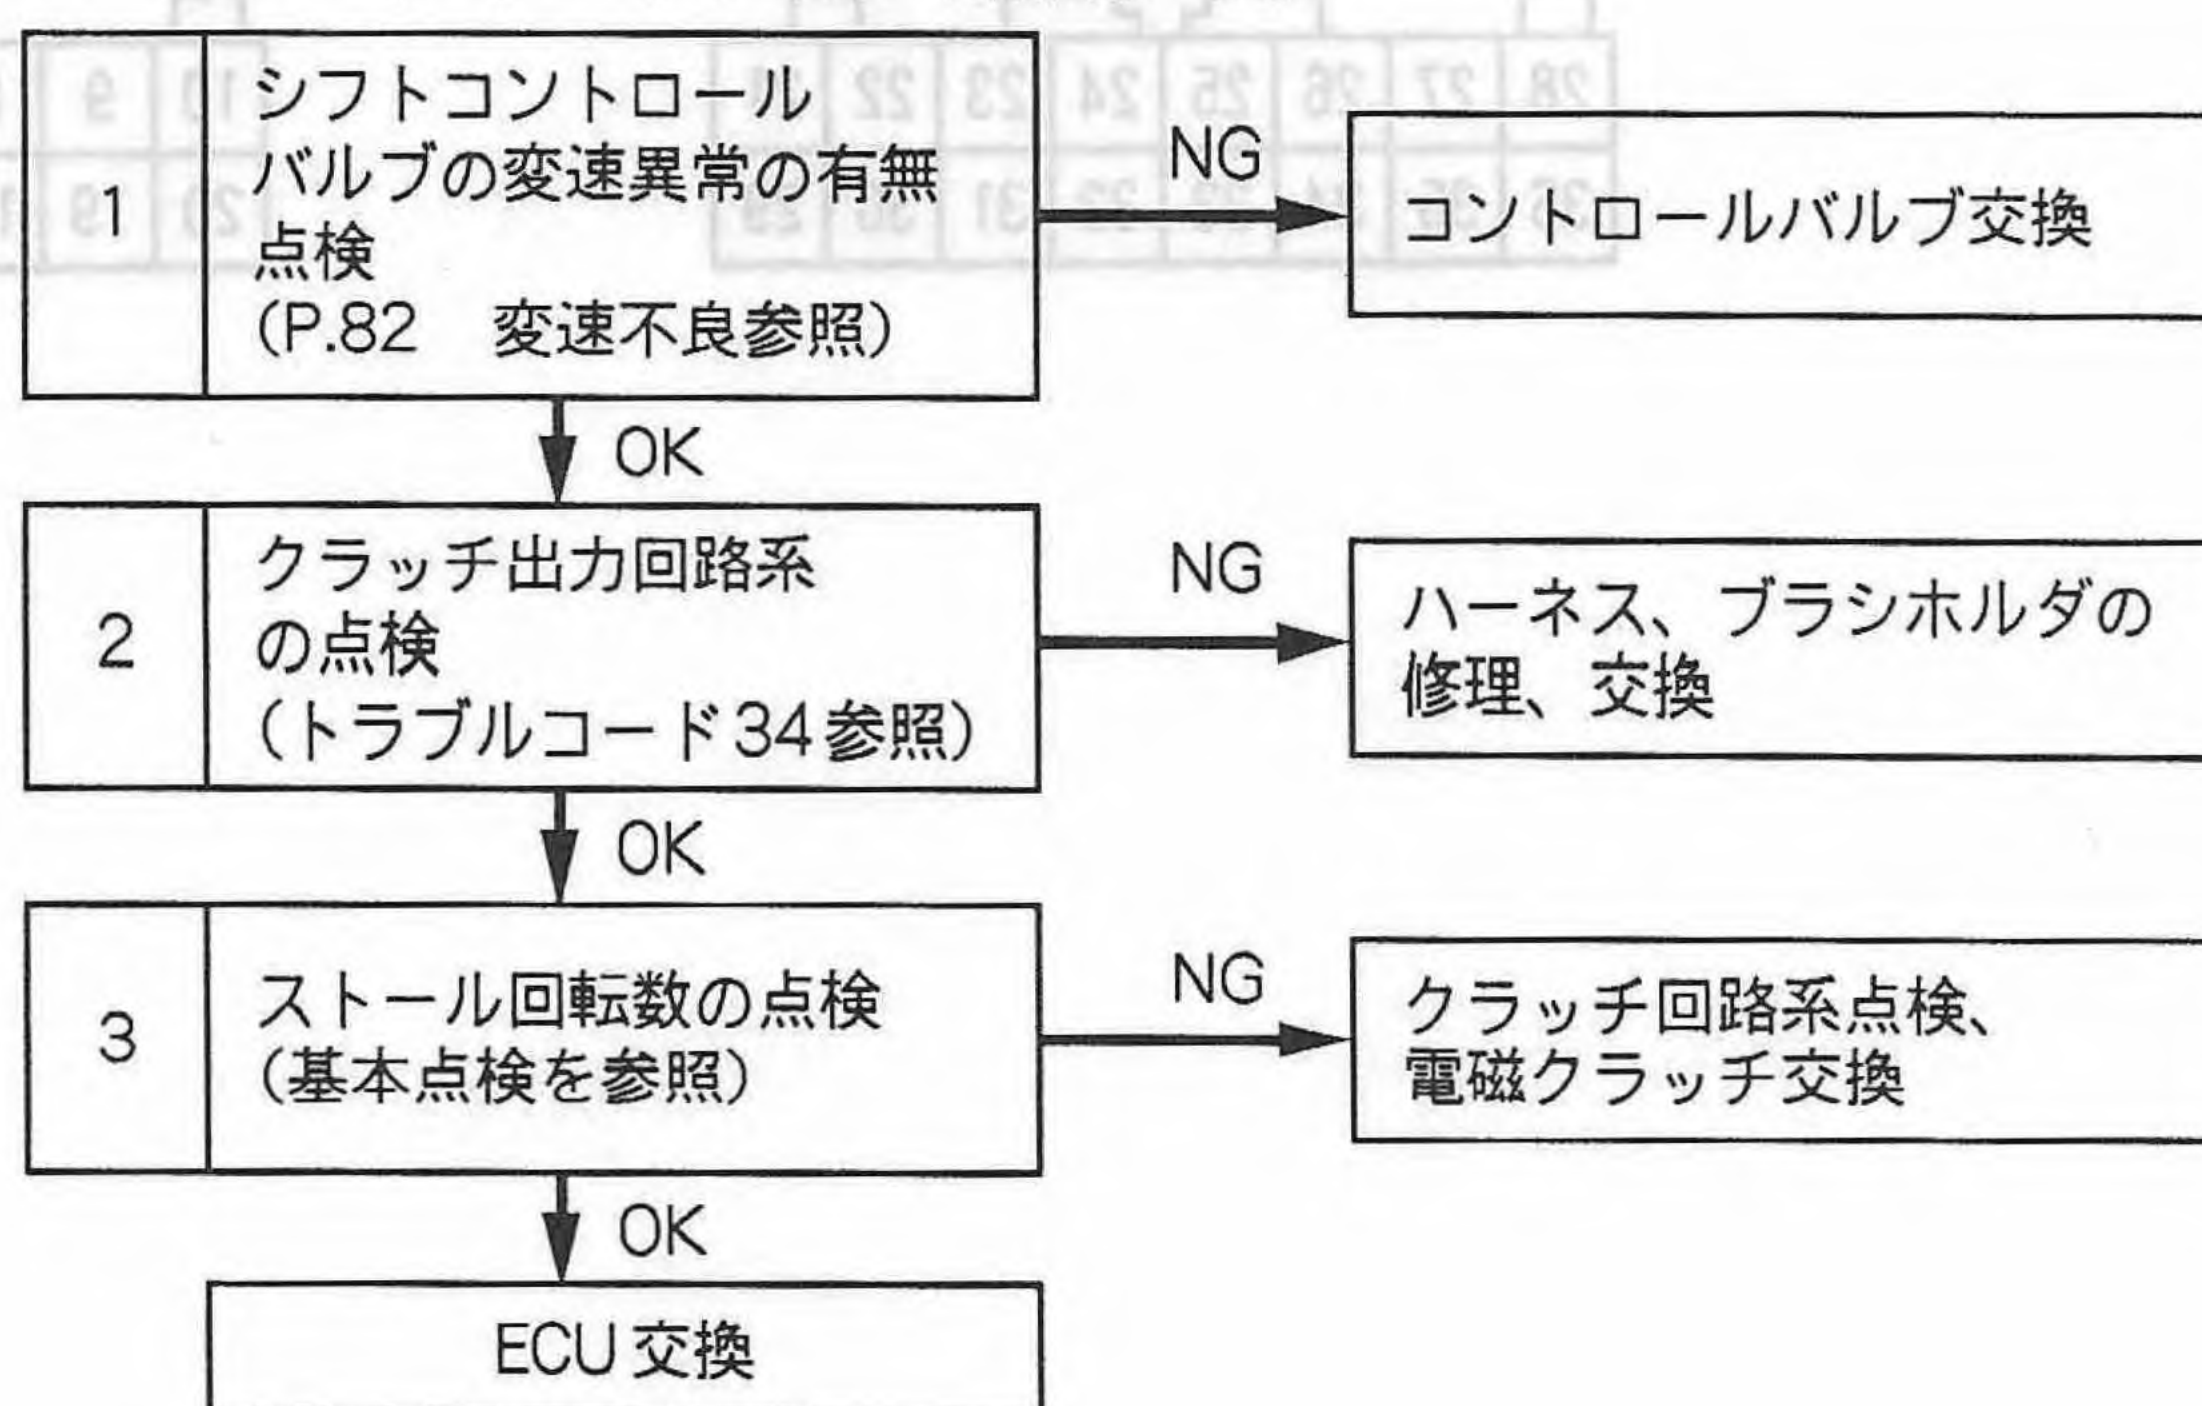 1
シフトコントロール
バルブの変速異常の有無
点検
(P.82　変速不良参照)
NG
コントロールバルブ交換
OK
2
クラッチ出力回路系
の点検
(トラブルコード34参照)
NG
ハーネス、ブラシホルダの
修理、交換
OK
3
ストール回転数の点検
(基本点検を参照)
NG
クラッチ回路系点検、
電磁クラッチ交換
OK
ECU交換